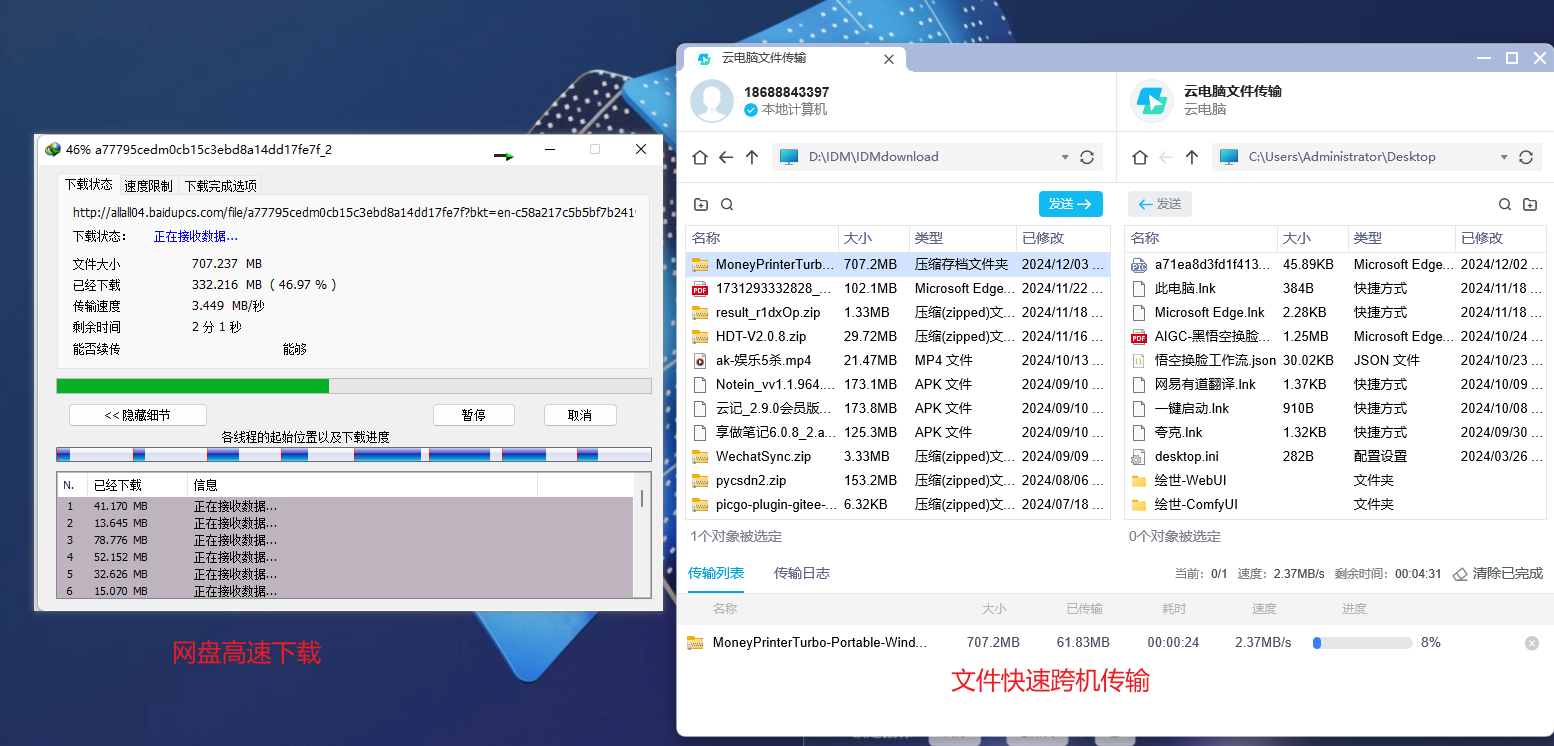 46% a77795cedm0cb15c3ebd8a14dd17fe7f_2
下载状态 速度限制 下载完成选项
http://allall04.baidupcs.com/file/a77795cedm0cb15c3ebd8a14dd17fe7f?bkt=en-c58a217c5b5bf7b241
下载状态： 正在接收数据...
文件大小 707.237 MB
已经下载 332.216 MB ( 46.97 % )
传输速度 3.449 MB/秒
剩余时间 2 分 1 秒
能否续传 能够
<< 隐藏细节 暂停 取消
各线程的起始位置以及下载进度
N. 已经下载 信息
1 41.170 MB 正在接收数据...
2 13.645 MB 正在接收数据...
3 78.776 MB 正在接收数据...
4 52.152 MB 正在接收数据...
5 32.626 MB 正在接收数据...
6 15.070 MB 正在接收数据...
网盘高速下载
云电脑文件传输
18688843397
本地计算机
D:\IDM\IDMdownload
发送 →
名称 大小 类型 已修改
MoneyPrinterTurb... 707.2MB 压缩存档文件夹 2024/12/03 ...
1731293332828_... 102.1MB Microsoft Edge... 2024/11/22 ...
result_r1dxOp.zip 1.33MB 压缩(zipped)文... 2024/11/18 ...
HDT-V2.0.8.zip 29.72MB 压缩(zipped)文... 2024/11/16 ...
ak-娱乐5杀.mp4 21.47MB MP4 文件 2024/10/13 ...
Notein_vv1.1.964.... 173.1MB APK 文件 2024/09/10 ...
云记_2.9.0会员版... 173.8MB APK 文件 2024/09/10 ...
享做笔记6.0.8_2.a... 125.3MB APK 文件 2024/09/10 ...
WechatSync.zip 3.33MB 压缩(zipped)文... 2024/09/09 ...
pycsdn2.zip 153.2MB 压缩(zipped)文... 2024/08/06 ...
picgo-plugin-gitee-... 6.32KB 压缩(zipped)文... 2024/07/18 ...
1个对象被选定
云电脑文件传输
云电脑
C:\Users\Administrator\Desktop
← 发送
名称 大小 类型 已修改
a71ea8d3fd1f413... 45.89KB Microsoft Edge... 2024/12/02 ...
此电脑.lnk 384B 快捷方式 2024/11/18 ...
Microsoft Edge.lnk 2.28KB 快捷方式 2024/11/18 ...
PDF AIGC-黑悟空换脸... 1.25MB Microsoft Edge... 2024/10/24 ...
悟空换脸工作流.json 30.02KB JSON 文件 2024/10/23 ...
网易有道翻译.lnk 1.37KB 快捷方式 2024/10/09 ...
一键启动.lnk 910B 快捷方式 2024/10/08 ...
夸克.lnk 1.32KB 快捷方式 2024/09/30 ...
desktop.ini 282B 配置设置 2024/03/26 ...
绘世-WebUI 文件夹
绘世-ComfyUI 文件夹
0个对象被选定
传输列表 传输日志 当前: 0/1 速度: 2.37MB/s 剩余时间: 00:04:31 清除已完成
名称 大小 已传输 耗时 速度 进度
MoneyPrinterTurbo-Portable-Wind... 707.2MB 61.83MB 00:00:24 2.37MB/s 8%
文件快速跨机传输